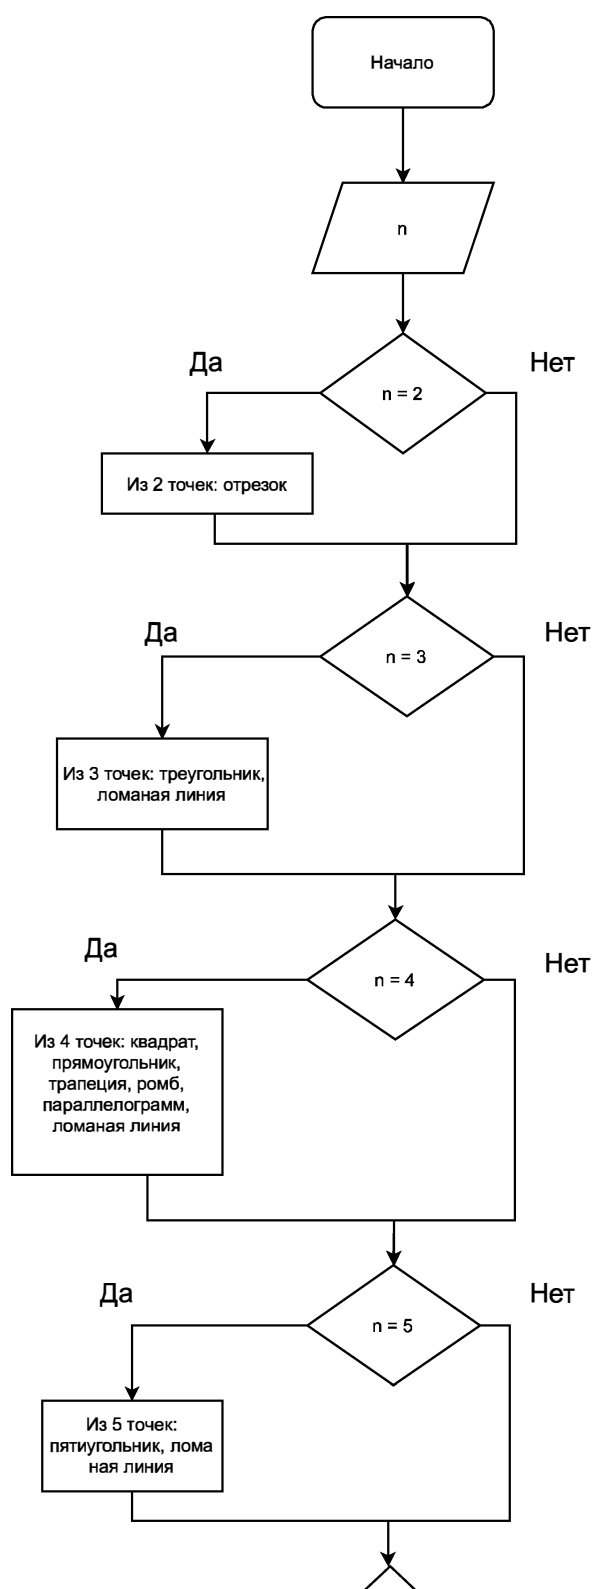 Начало
n
Да
Нет
n = 2
Из 2 точек: отрезок
Да
Нет
n = 3
Из 3 точек: треугольник,
ломаная линия
Да
Нет
n = 4
Из 4 точек: квадрат,
прямоугольник,
трапеция, ромб,
параллелограмм,
ломаная линия
Да
Нет
n = 5
Из 5 точек:
пятиугольник, лома
ная линия